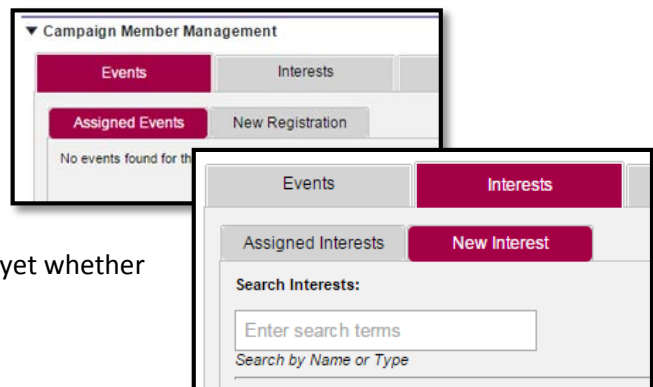 Campaign Member Management
Events Interests
Assigned Events New Registration
No events found for th
Events Interests
Assigned Interests New Interest
yet whether
Search Interests:
Enter search terms
Search by Name or Type